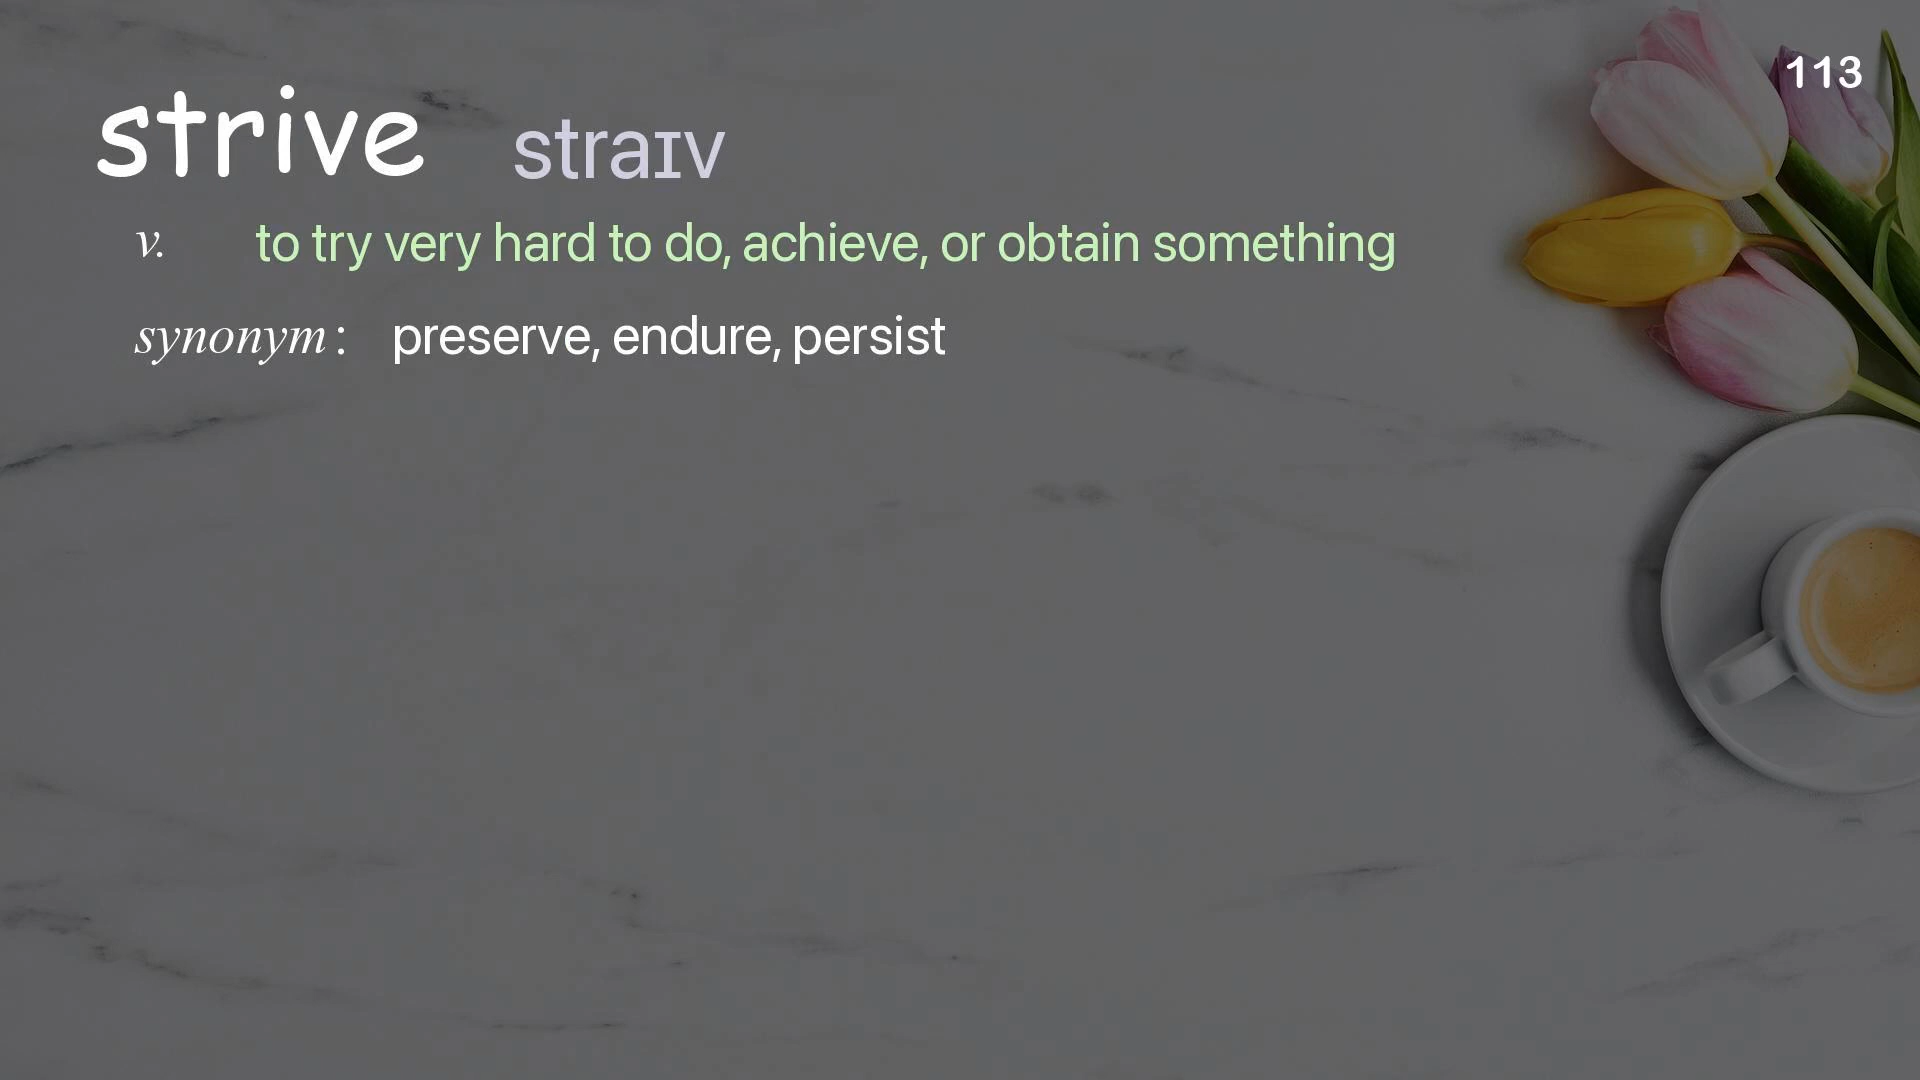 113
strive straɪv
v. to try very hard to do, achieve, or obtain something
synonym : preserve, endure, persist